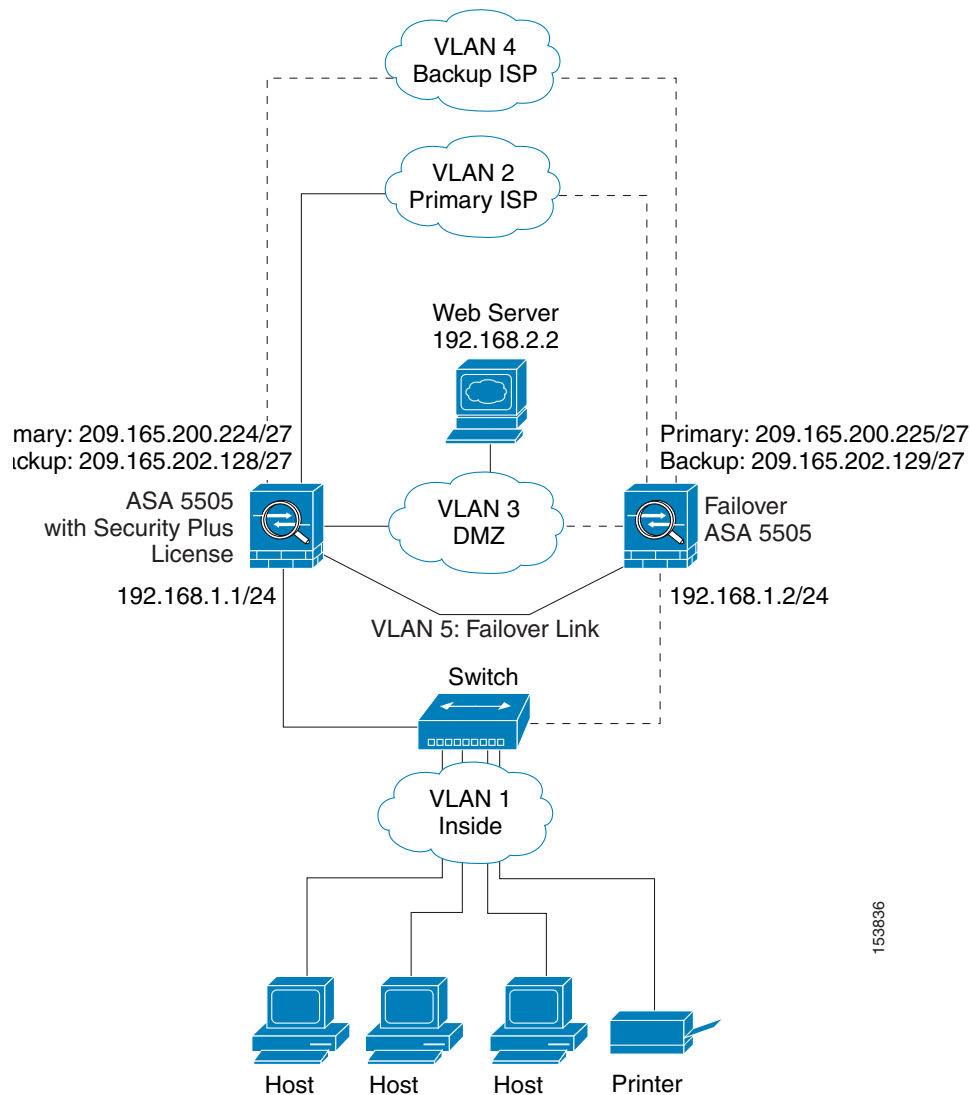 VLAN 4
Backup ISP
VLAN 2
Primary ISP
Web Server
192.168.2.2
mary: 209.165.200.224/27
ckup: 209.165.202.128/27
Primary: 209.165.200.225/27
Backup: 209.165.202.129/27
ASA 5505
with Security Plus
License
VLAN 3
DMZ
Failover
ASA 5505
192.168.1.1/24
192.168.1.2/24
VLAN 5: Failover Link
Switch
VLAN 1
Inside
153836
Host
Host
Host
Printer